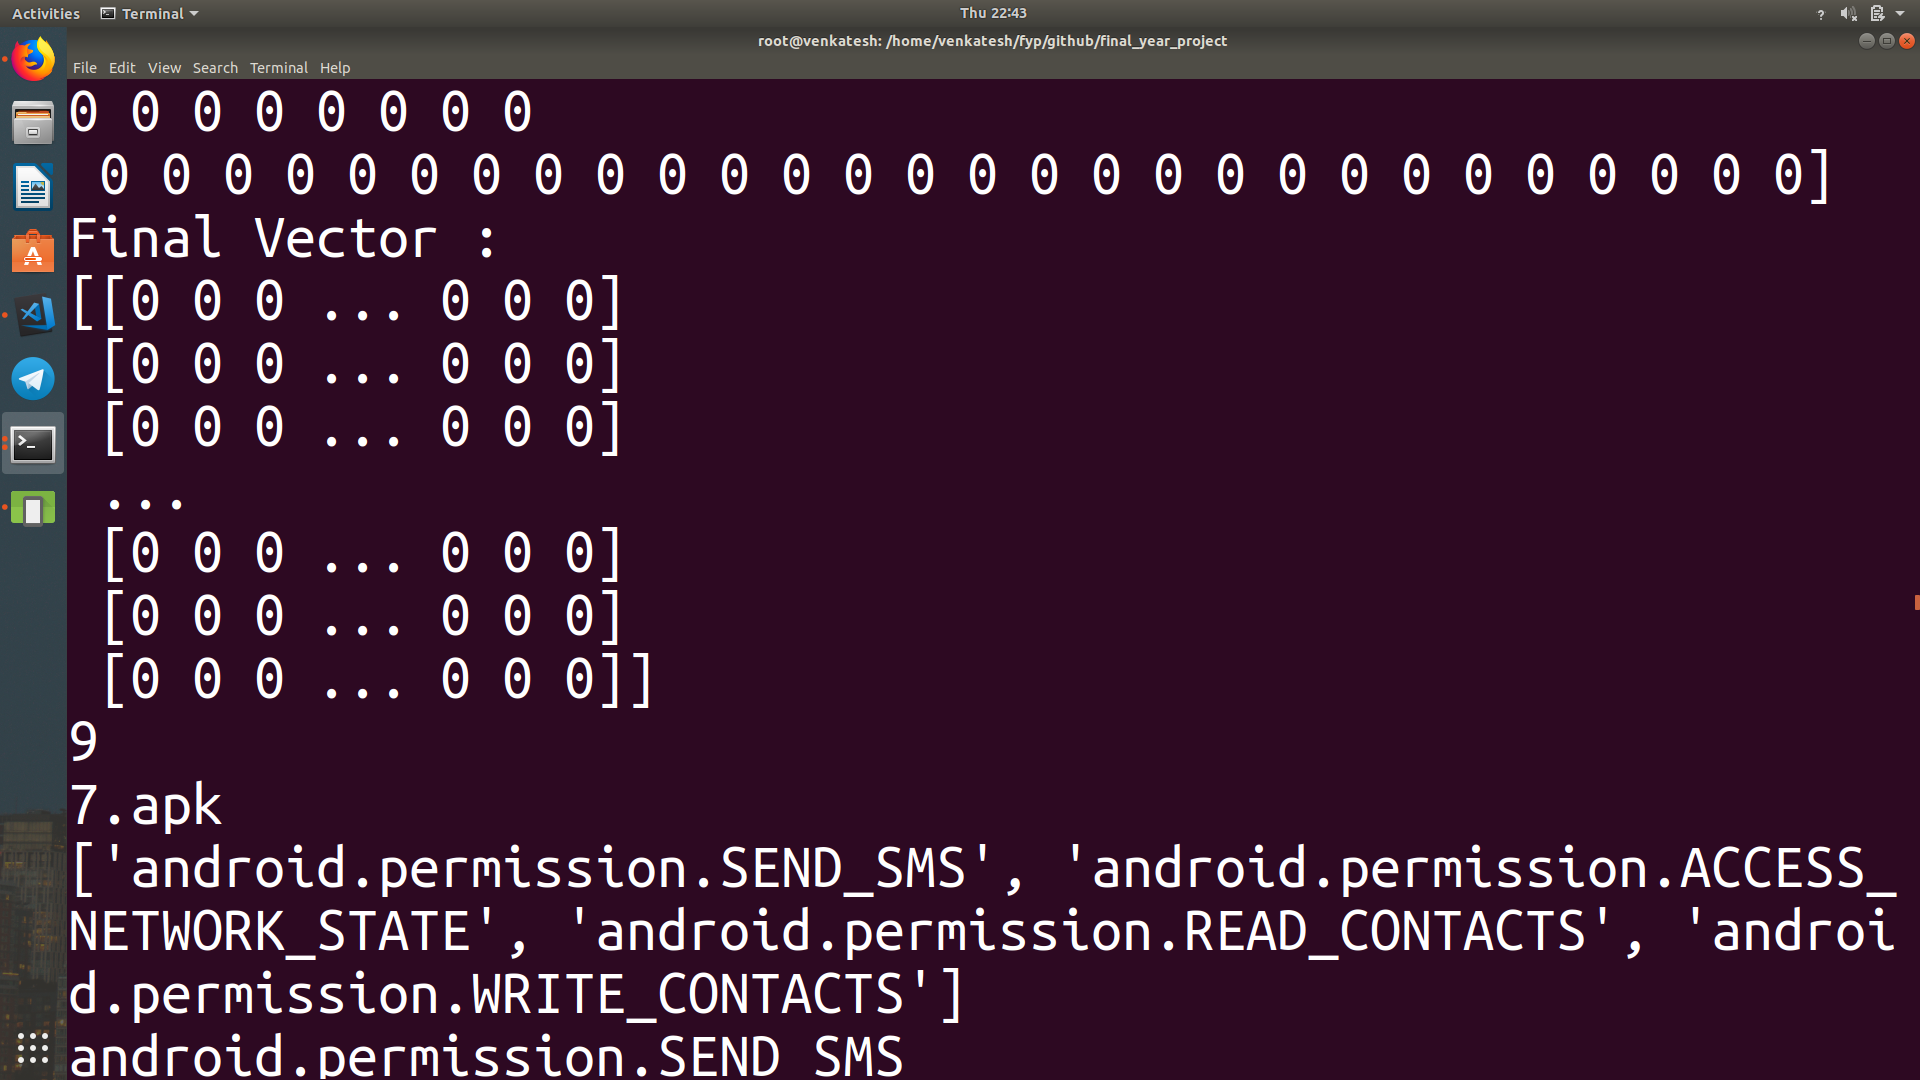 Activities Terminal Thu 22:43 ?
root@venkatesh: /home/venkatesh/fyp/github/final_year_project
File Edit View Search Terminal Help
0 0 0 0 0 0 0 0
0 0 0 0 0 0 0 0 0 0 0 0 0 0 0 0 0 0 0 0 0 0 0 0 0 0 0 0]
Final Vector :
[[0 0 0 ... 0 0 0]
[0 0 0 ... 0 0 0]
[0 0 0 ... 0 0 0]
...
[0 0 0 ... 0 0 0]
[0 0 0 ... 0 0 0]
[0 0 0 ... 0 0 0]]
9
7.apk
['android.permission.SEND_SMS', 'android.permission.ACCESS_
NETWORK_STATE', 'android.permission.READ_CONTACTS', 'androi
d.permission.WRITE_CONTACTS']
android.permission.SEND_SMS